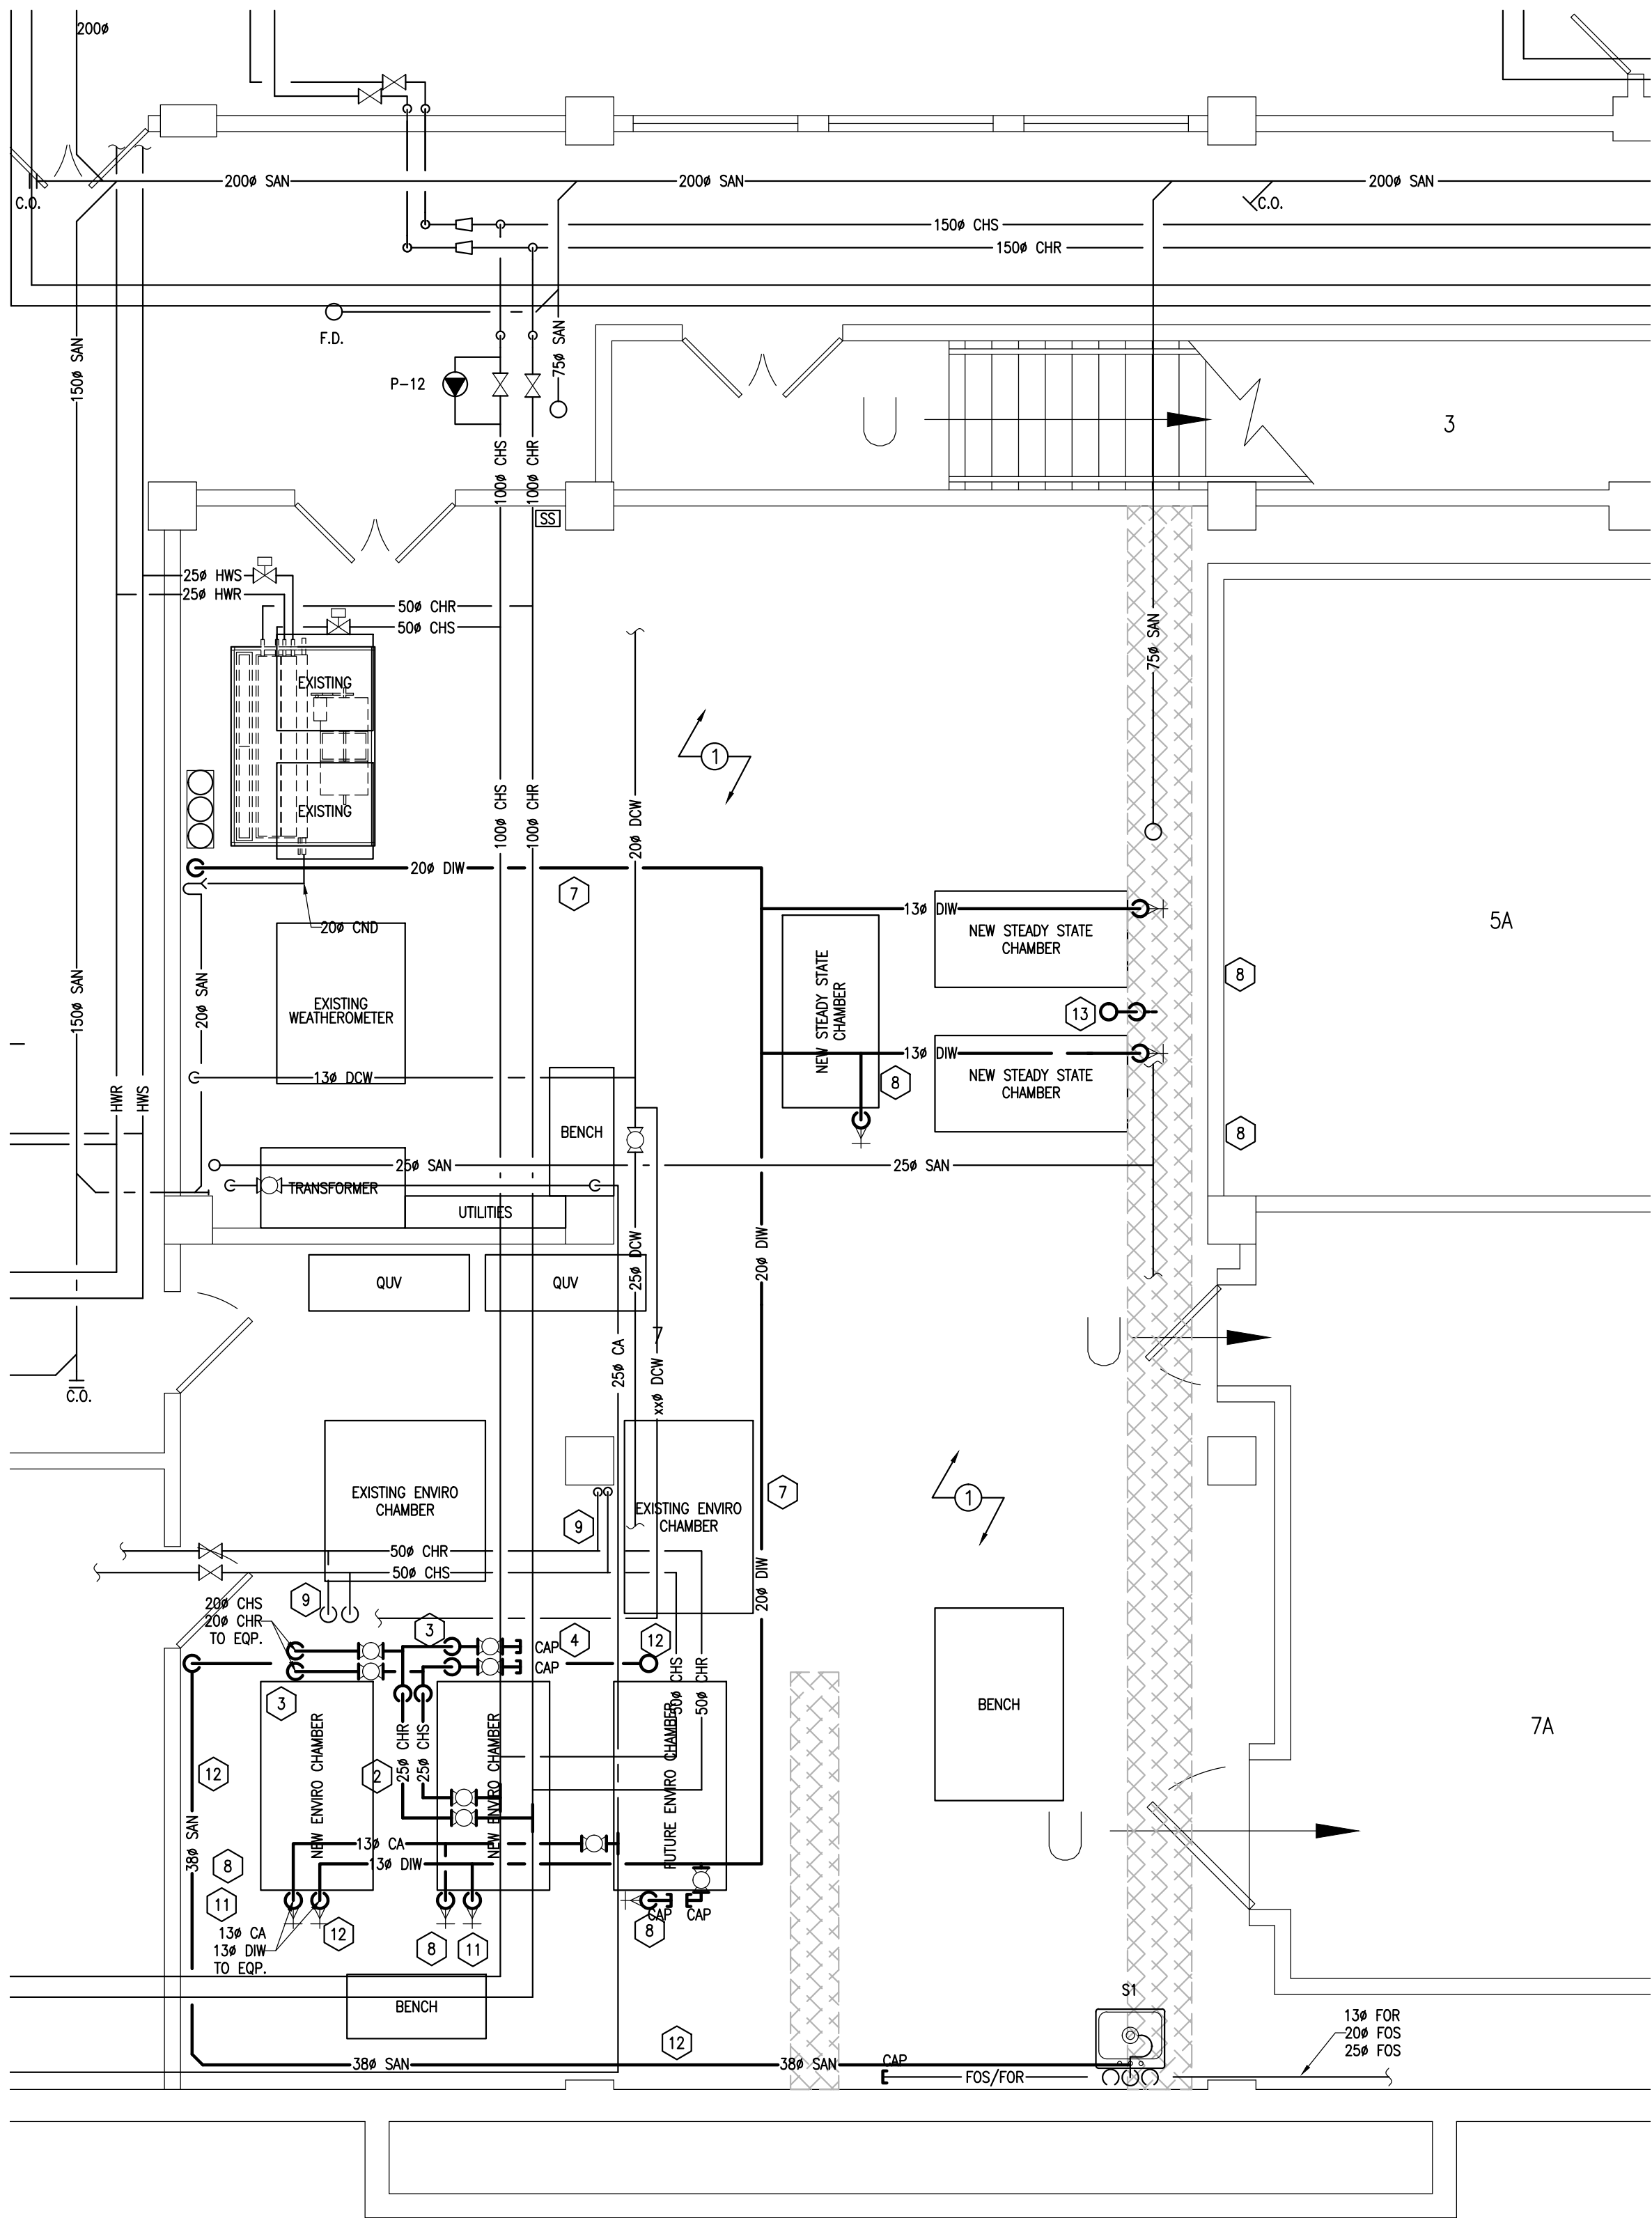 200ø
200ø SAN
200ø SAN
200ø SAN
C.O.
C.O.
150ø CHS
150ø CHR
F.D.
150ø SAN
75ø SAN
P-12
3
100ø CHS
100ø CHR
SS
25ø HWS
25ø HWR
50ø CHR
50ø CHS
75ø SAN
EXISTING
1
EXISTING
100ø CHS
100ø CHR
20ø DCW
20ø DIW
7
13ø DIW
20ø CND
NEW STEADY STATE
CHAMBER
5A
8
150ø SAN
20ø SAN
EXISTING
WEATHEROMETER
NEW STEADY STATE
CHAMBER
13
13ø DIW
13ø DCW
8
NEW STEADY STATE
CHAMBER
HWR
HWS
BENCH
8
25ø SAN
25ø SAN
TRANSFORMER
UTILITIES
QUV
QUV
25ø DCW
20ø DIW
7
25ø CA
xxø DCW
C.O.
EXISTING ENVIRO
CHAMBER
EXISTING ENVIRO
CHAMBER
7
1
9
50ø CHR
50ø CHS
20ø DIW
9
20ø CHS
20ø CHR
TO EQP.
3
CAP
4
12
CAP
50ø CHS
50ø CHR
3
BENCH
7A
NEW ENVIRO CHAMBER
25ø CHR
25ø CHS
NEW ENVIRO CHAMBER
FUTURE ENVIRO CHAMBER
12
2
38ø SAN
13ø CA
13ø DIW
8
11
13ø CA
13ø DIW
TO EQP.
12
8
11
CAP
CAP
8
BENCH
S1
12
13ø FOR
20ø FOS
25ø FOS
38ø SAN
38ø SAN
CAP
FOS/FOR